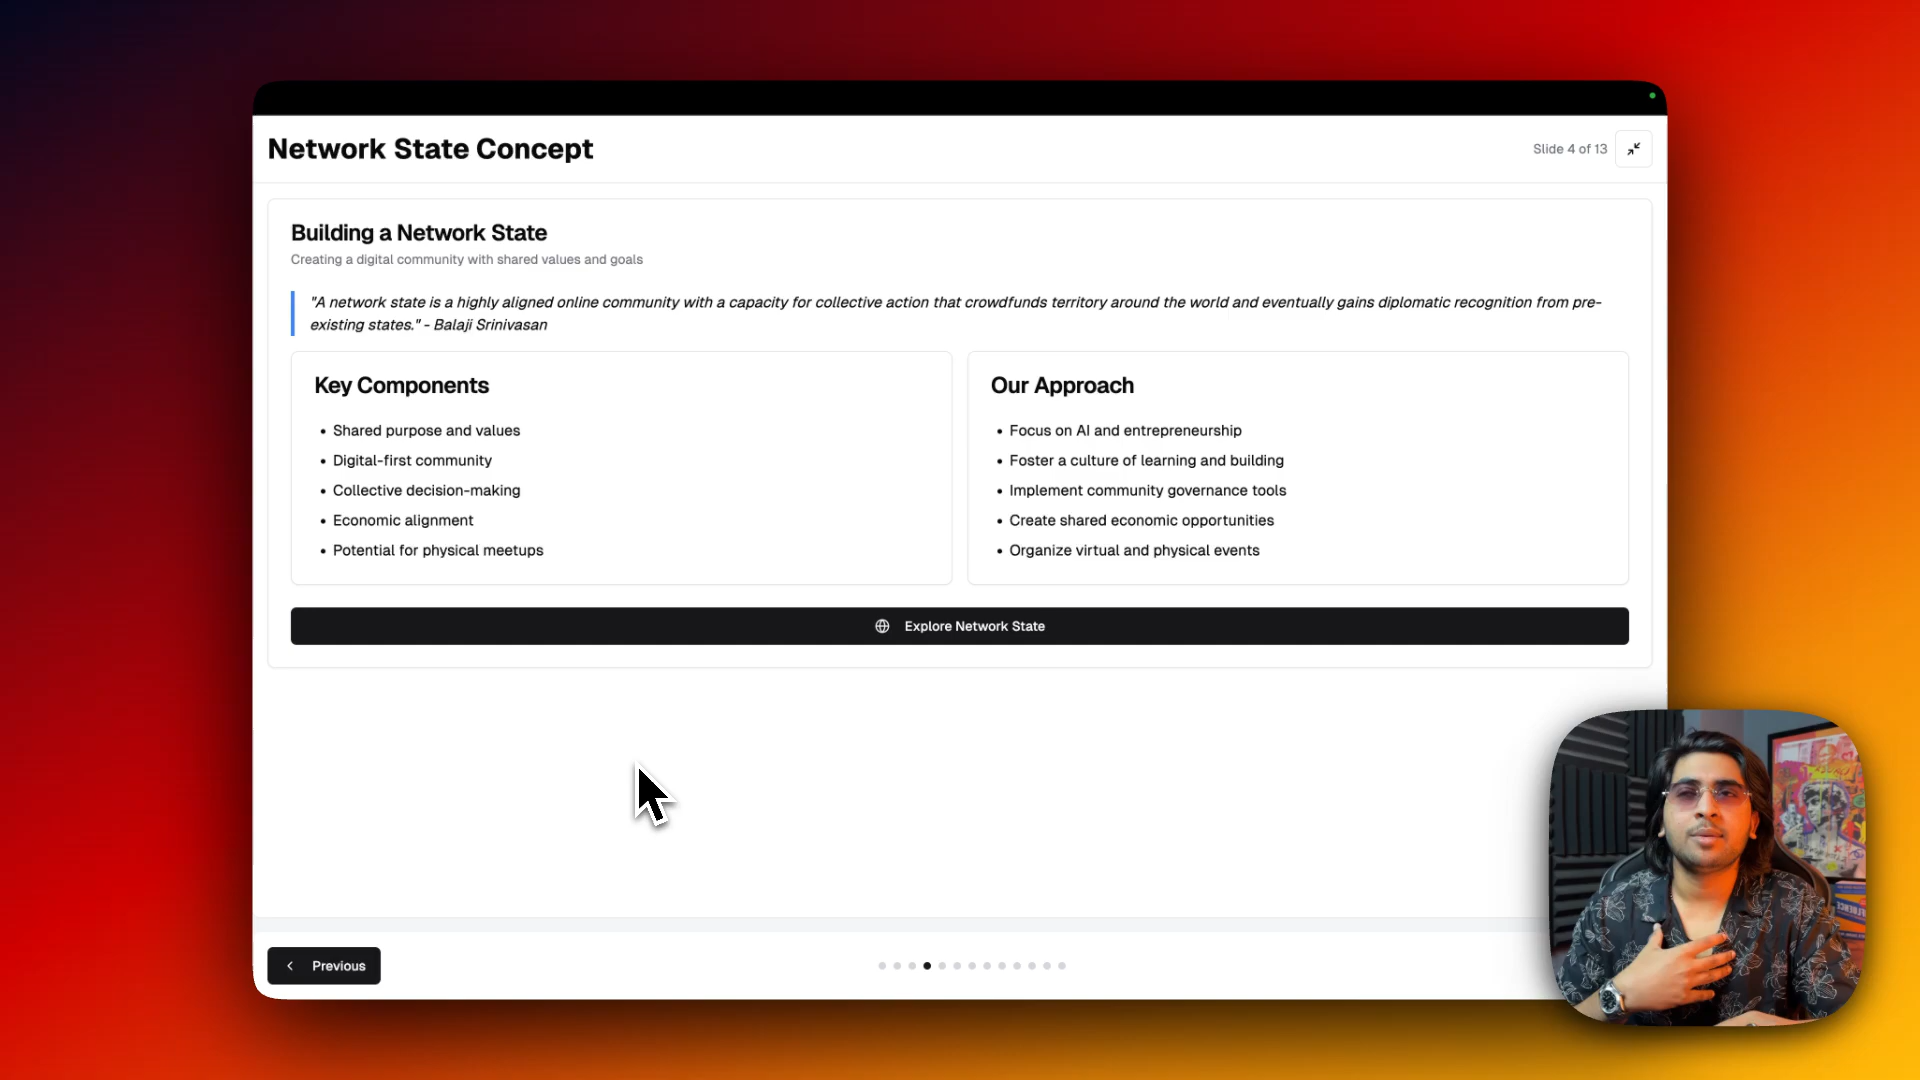 Network State Concept
Slide 4 of 13
Building a Network State
Creating a digital community with shared values and goals
"A network state is a highly aligned online community with a capacity for collective action that crowdfunds territory around the world and eventually gains diplomatic recognition from pre-
existing states." - Balaji Srinivasan
Key Components
• Shared purpose and values
• Digital-first community
• Collective decision-making
• Economic alignment
• Potential for physical meetups
Our Approach
• Focus on AI and entrepreneurship
• Foster a culture of learning and building
• Implement community governance tools
• Create shared economic opportunities
• Organize virtual and physical events
Explore Network State
Previous